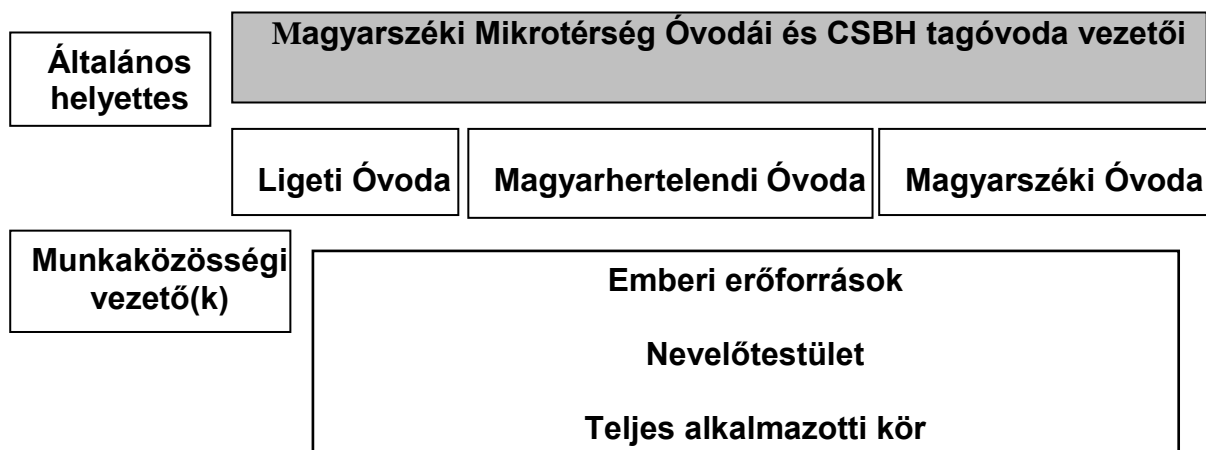 Magyarszéki Mikrotérség Óvodái és CSBH tagóvoda vezetői
Általános
helyettes
Ligeti Óvoda
Magyarhertelendi Óvoda
Magyarszéki Óvoda
Munkaközösségi
vezető(k)
Emberi erőforrások
Nevelőtestület
Teljes alkalmazotti kör